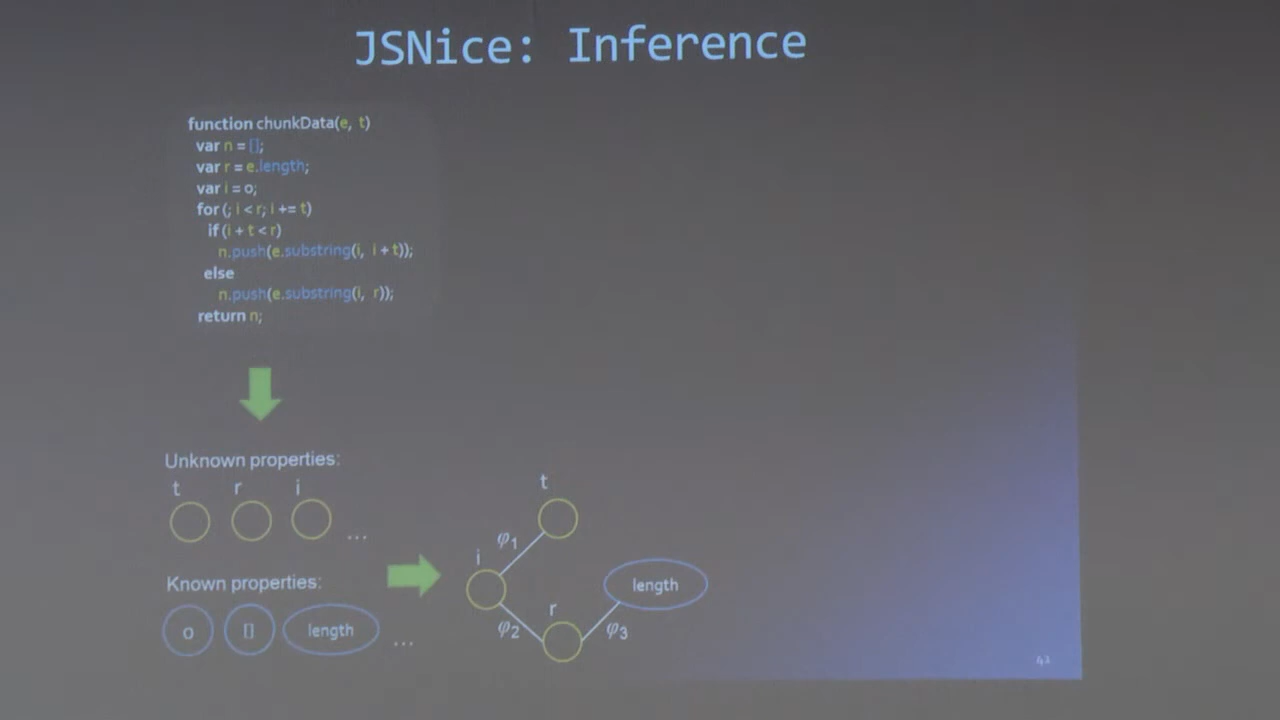 JSNice: Inference
function chunkData(e, t)
var n = [];
var r = e.length;
var i = 0;
for (; i < r; i += t)
if (i + t < r)
n.push(e.substring(i, i + t));
else
n.push(e.substring(i, r));
return n;
Unknown properties:
t r i
...
Known properties:
0 [] length ...
t
φ1
i
length
r
φ2 φ3
43